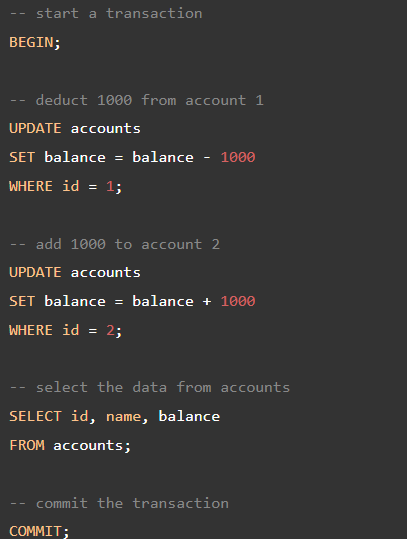 -- start a transaction
BEGIN;
-- deduct 1000 from account 1
UPDATE accounts
SET balance = balance - 1000
WHERE id = 1;
-- add 1000 to account 2
UPDATE accounts
SET balance = balance + 1000
WHERE id = 2;
-- select the data from accounts
SELECT id, name, balance
FROM accounts;
-- commit the transaction
COMMIT;